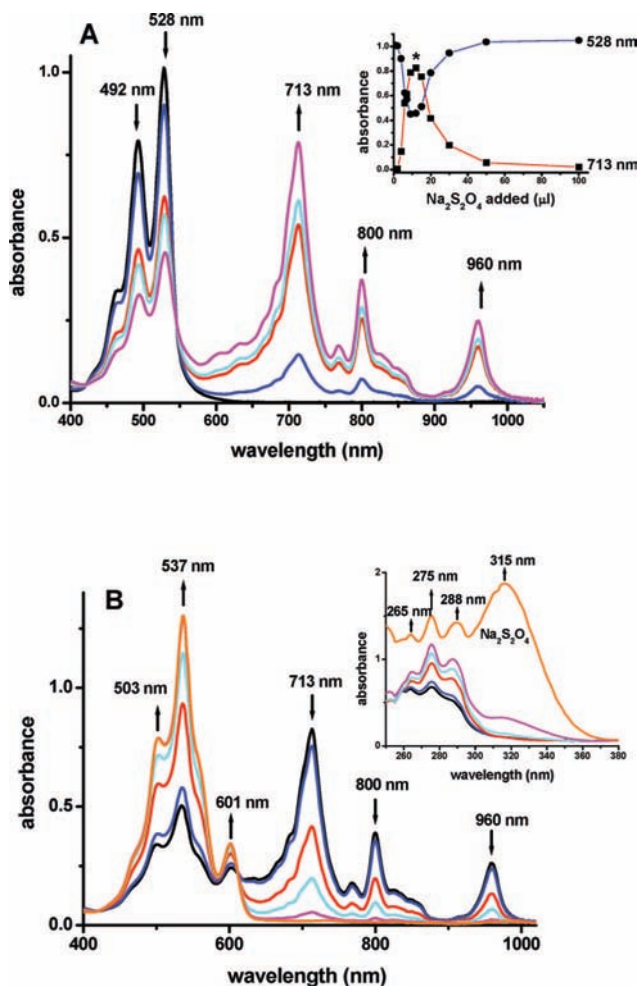 A
528 nm
492 nm
713 nm
800 nm
960 nm
1.0
0.5
0.0
absorbance
400 500 600 700 800 900 1000
wavelength (nm)
1.0
0.8
0.6
0.4
0.2
0.0
absorbance
*
528 nm
713 nm
0 20 40 60 80 100
Na₂S₂O₄ added (µl)
B
537 nm
503 nm
601 nm
713 nm
800 nm
960 nm
1.0
0.5
0.0
absorbance
400 600 800 1000
wavelength (nm)
2
1
0
absorbance
265 nm
275 nm
288 nm
315 nm
Na₂S₂O₄
260 280 300 320 340 360 380
wavelength (nm)